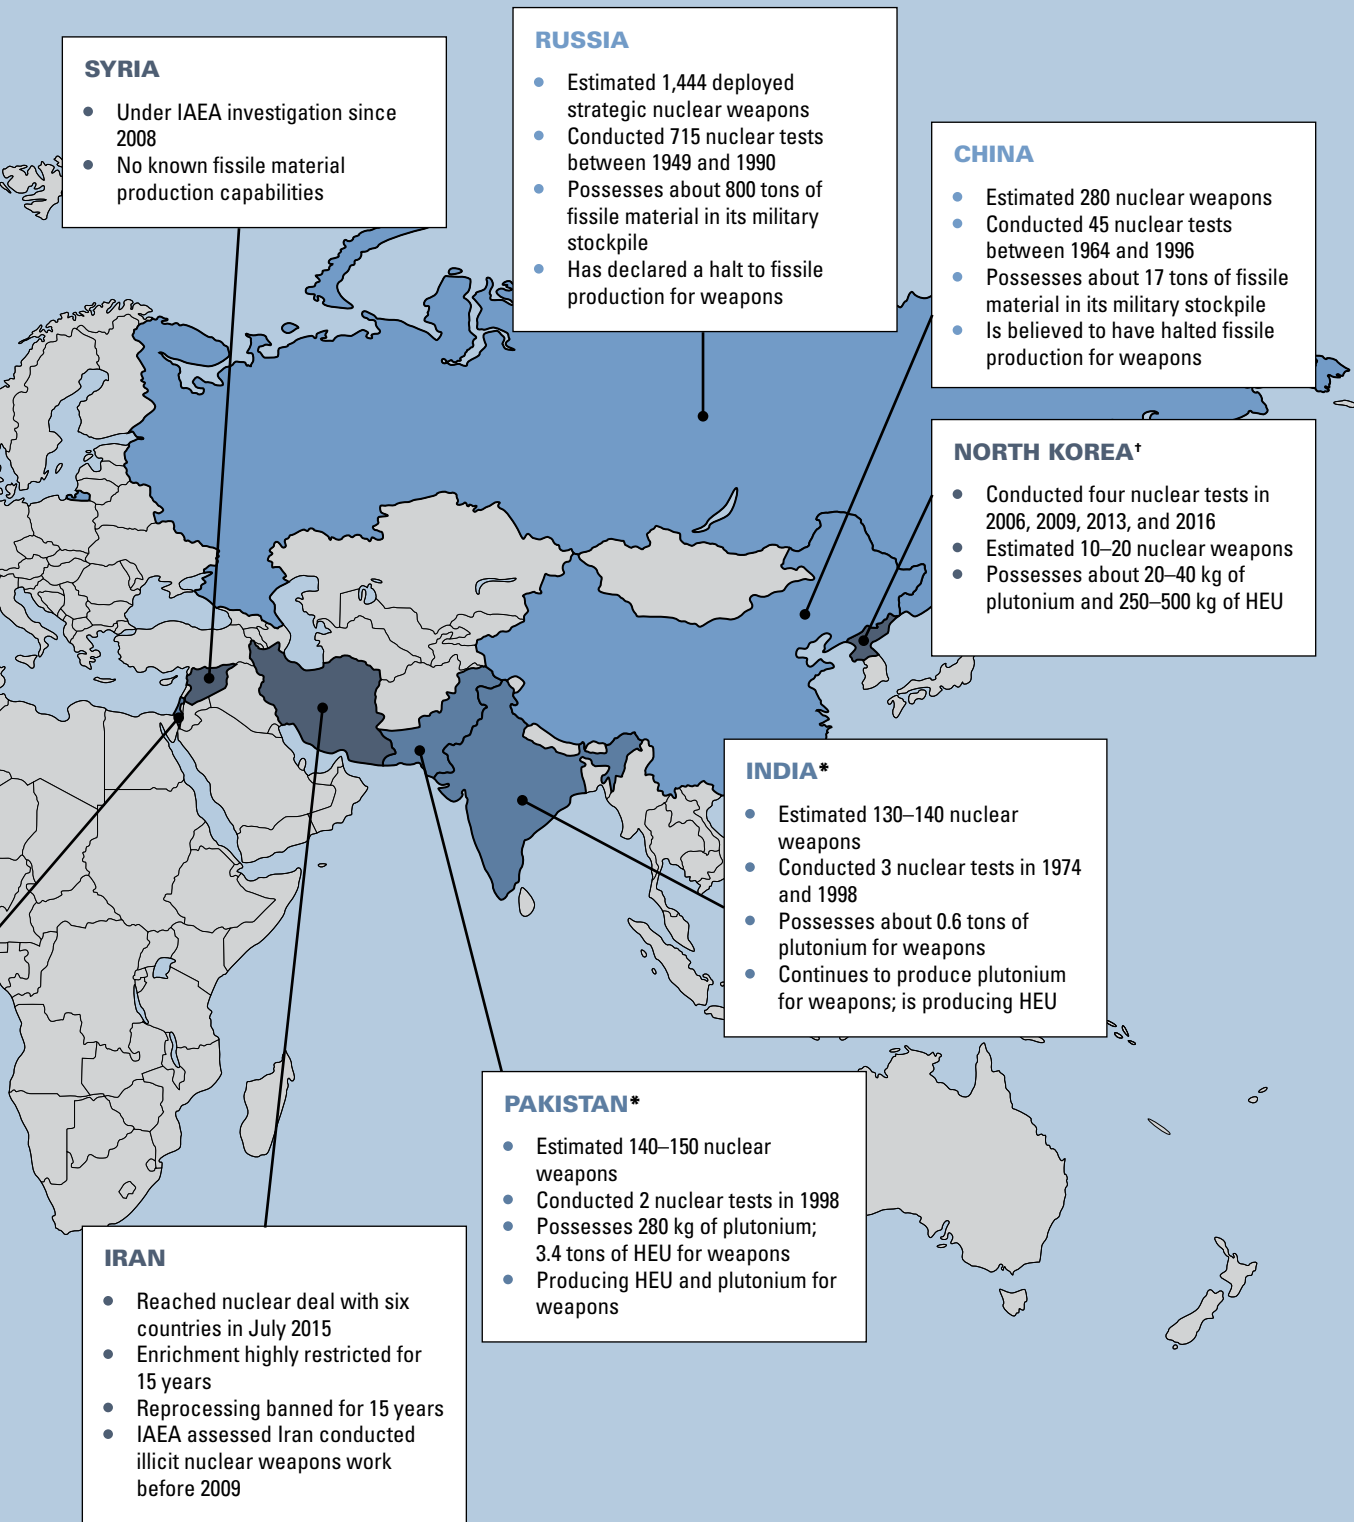 SYRIA
• Under IAEA investigation since
2008
• No known fissile material
production capabilities
RUSSIA
• Estimated 1,444 deployed
strategic nuclear weapons
• Conducted 715 nuclear tests
between 1949 and 1990
• Possesses about 800 tons of
fissile material in its military
stockpile
• Has declared a halt to fissile
production for weapons
CHINA
• Estimated 280 nuclear weapons
• Conducted 45 nuclear tests
between 1964 and 1996
• Possesses about 17 tons of fissile
material in its military stockpile
• Is believed to have halted fissile
production for weapons
NORTH KOREA†
• Conducted four nuclear tests in
2006, 2009, 2013, and 2016
• Estimated 10–20 nuclear weapons
• Possesses about 20–40 kg of
plutonium and 250–500 kg of HEU
INDIA*
• Estimated 130–140 nuclear
weapons
• Conducted 3 nuclear tests in 1974
and 1998
• Possesses about 0.6 tons of
plutonium for weapons
• Continues to produce plutonium
for weapons; is producing HEU
PAKISTAN*
• Estimated 140–150 nuclear
weapons
• Conducted 2 nuclear tests in 1998
• Possesses 280 kg of plutonium;
3.4 tons of HEU for weapons
• Producing HEU and plutonium for
weapons
IRAN
• Reached nuclear deal with six
countries in July 2015
• Enrichment highly restricted for
15 years
• Reprocessing banned for 15 years
• IAEA assessed Iran conducted
illicit nuclear weapons work
before 2009